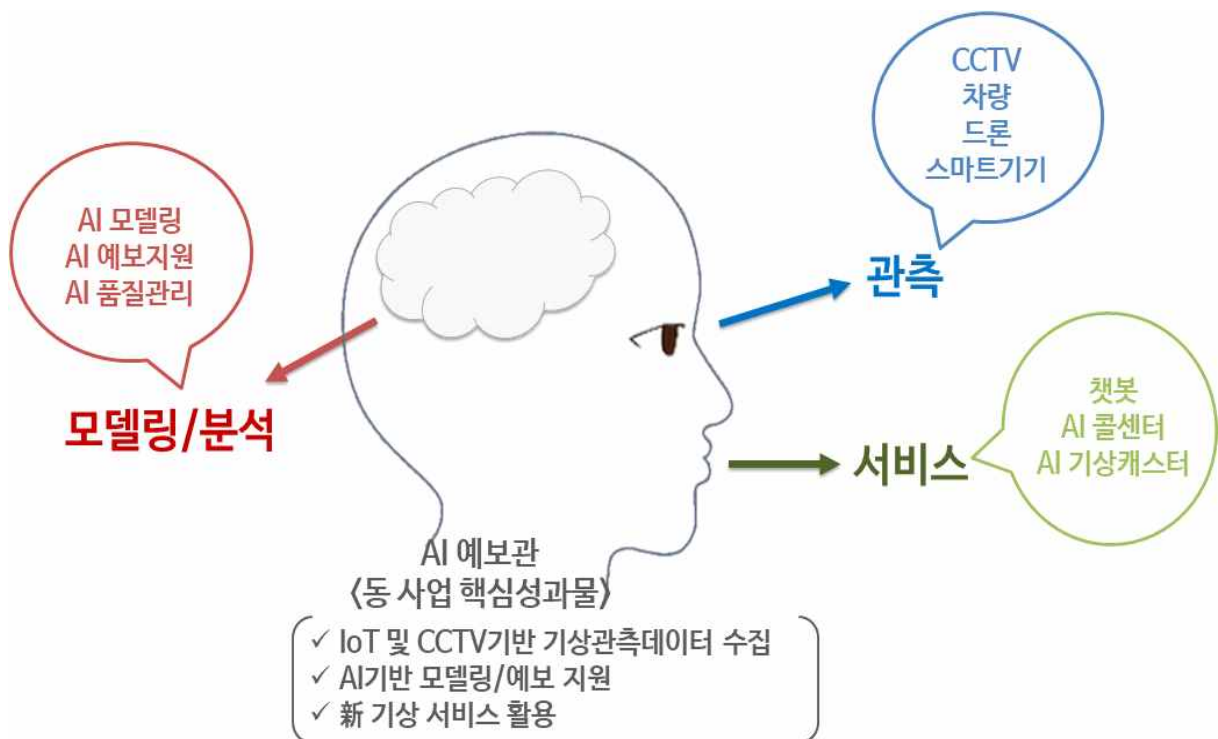 CCTV
차량
드론
스마트기기
관측
AI 모델링
AI 예보지원
AI 품질관리
모델링/분석
챗봇
AI 콜센터
AI 기상캐스터
서비스
AI 예보관
<동 사업 핵심성과물>
✓ IoT 및 CCTV기반 기상관측데이터 수집
✓ AI기반 모델링/예보 지원
✓ 新 기상 서비스 활용